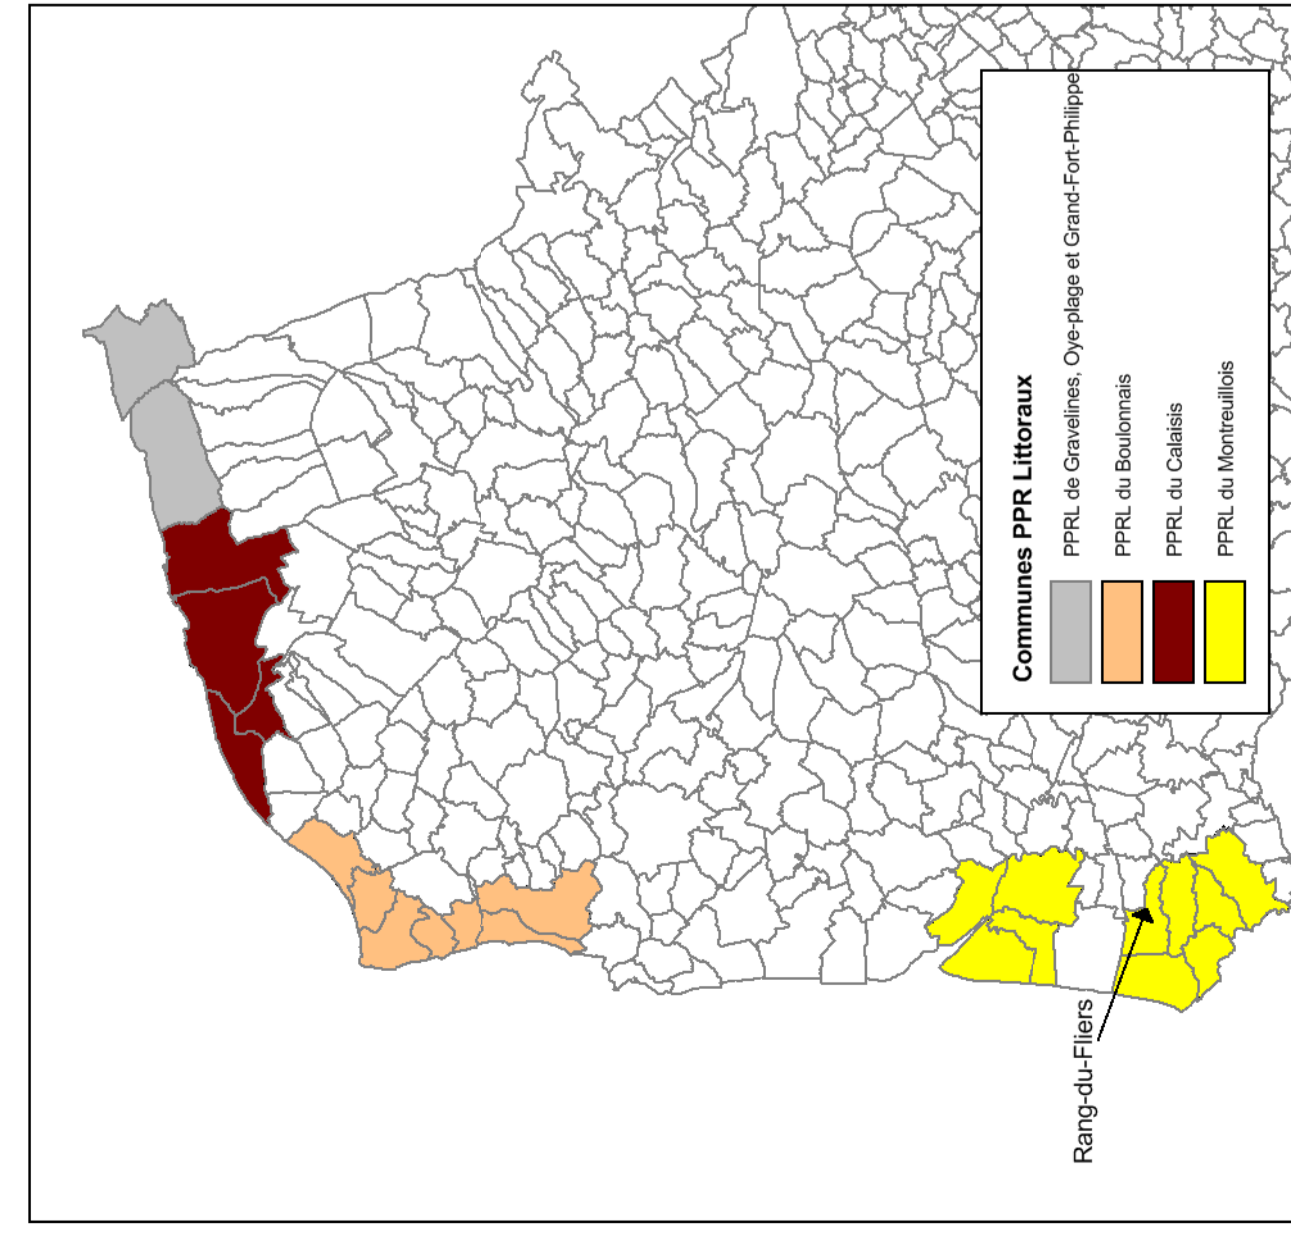 Communes PPR Littoraux
PPRL de Gravelines, Oye-plage et Grand-Fort-Philippe
PPRL du Boulonnais
PPRL du Calaisis
PPRL du Montreuillois
Rang-du-Fliers